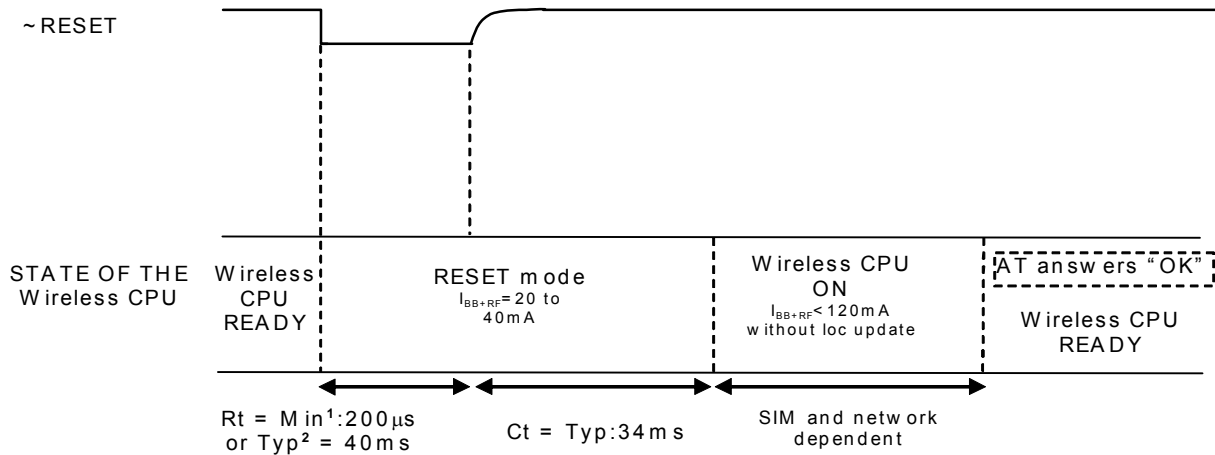 ~RESET
STATE OF THE
Wireless CPU
Wireless
CPU
READY
RESET mode
IBB+RF=20 to
40mA
Wireless CPU
ON
IBB+RF<120mA
without loc update
AT answers “OK”
Wireless CPU
READY
Rt = Min¹:200μs
or Typ² = 40ms
Ct = Typ:34ms
SIM and network
dependent